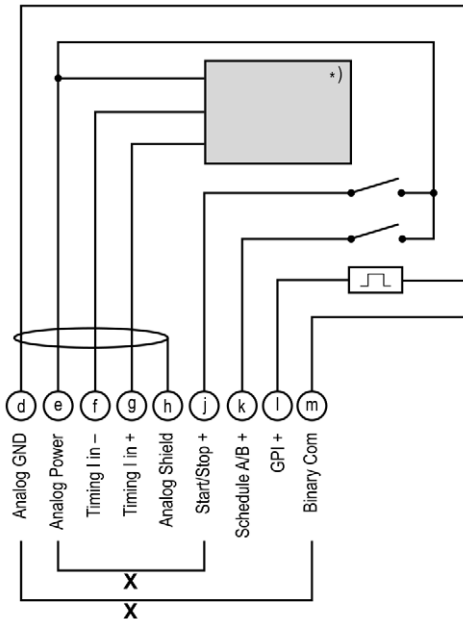 *)
d e f g h j k l m
Analog GND
Analog Power
Timing I in –
Timing I in +
Analog Shield
Start/Stop +
Schedule A/B +
GPI +
Binary Com
X
X